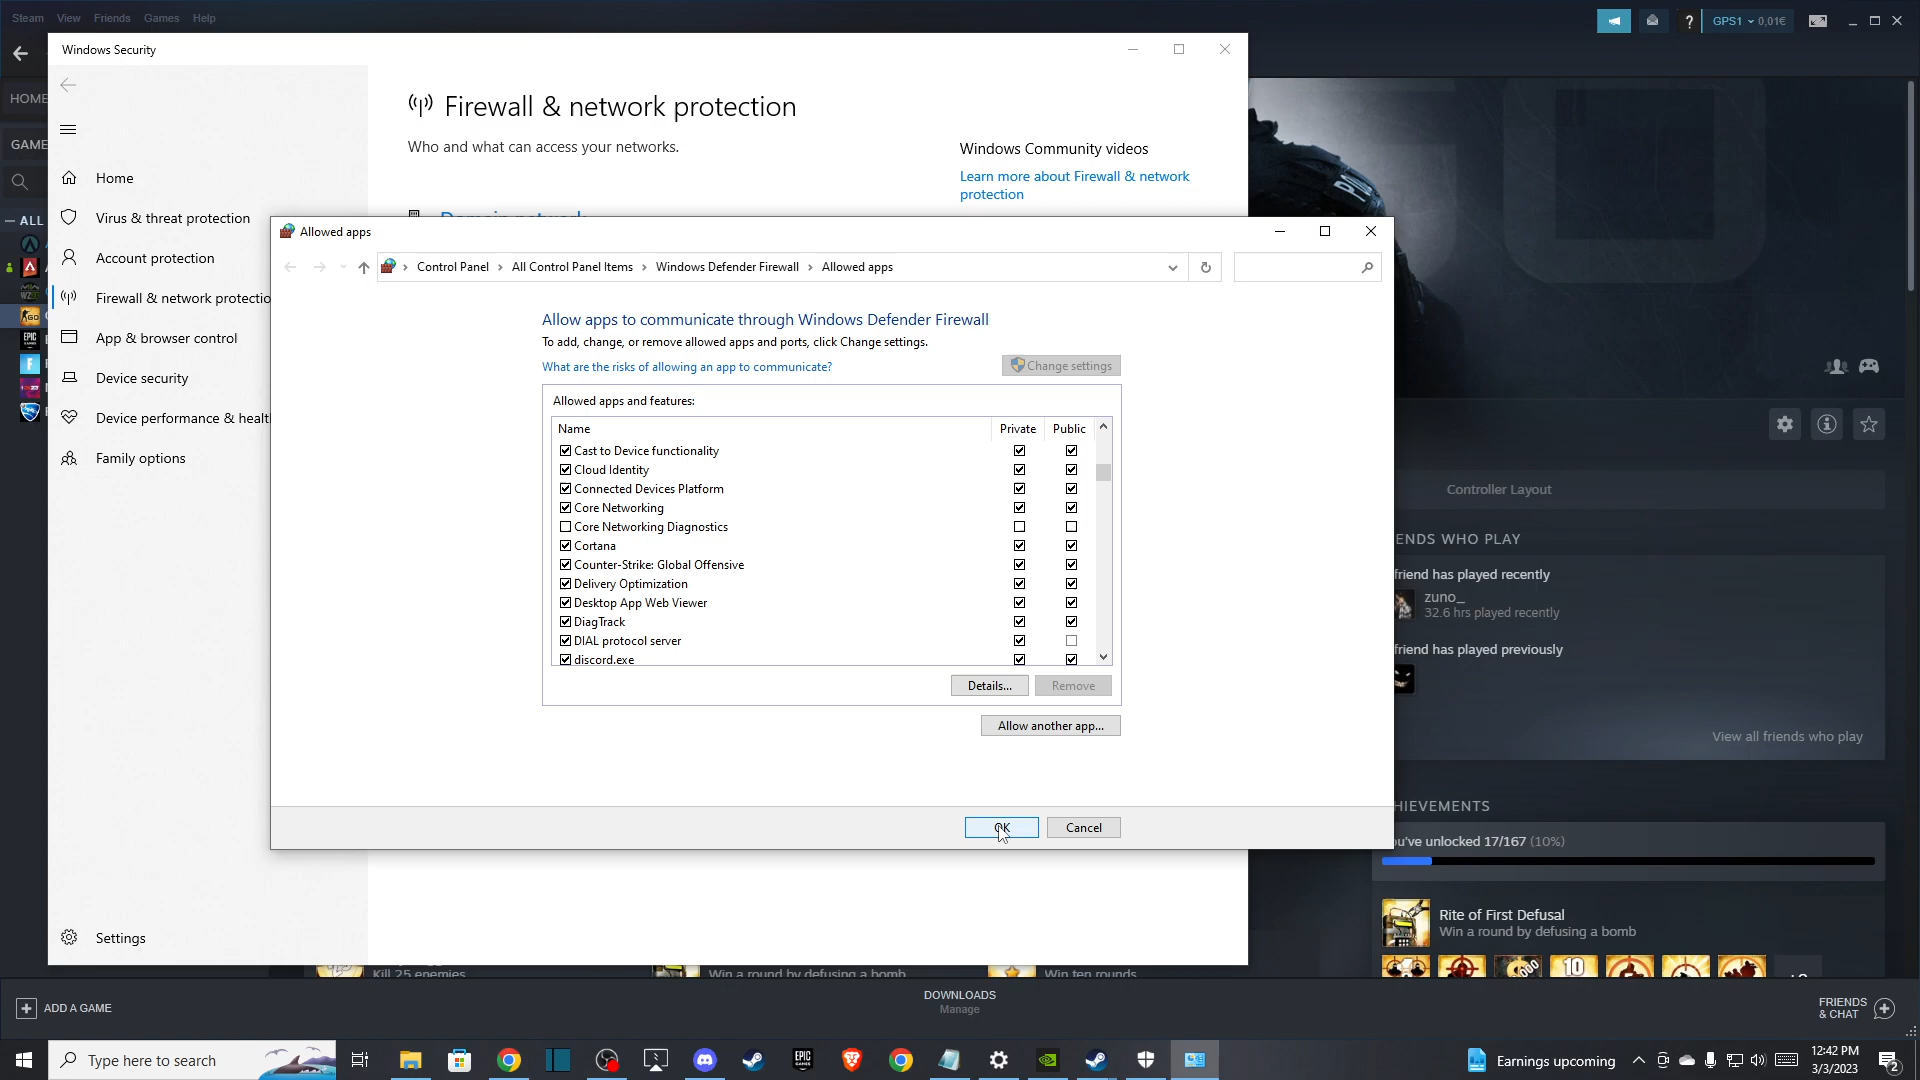 Steam View Friends Games Help
GPS1 0,01€
Windows Security
HOME
GAME
ALL
Home
Virus & threat protection
Account protection
Firewall & network protectio
App & browser control
Device security
Device performance & healt
Family options
Settings
Firewall & network protection
Who and what can access your networks.
Windows Community videos
Learn more about Firewall & network
protection
Domain network
Allowed apps
Control Panel › All Control Panel Items › Windows Defender Firewall › Allowed apps
Allow apps to communicate through Windows Defender Firewall
To add, change, or remove allowed apps and ports, click Change settings.
What are the risks of allowing an app to communicate?
Change settings
Allowed apps and features:
Name Private Public
Cast to Device functionality
Cloud Identity
Connected Devices Platform
Core Networking
Core Networking Diagnostics
Cortana
Counter-Strike: Global Offensive
Delivery Optimization
Desktop App Web Viewer
DiagTrack
DIAL protocol server
discord.exe
Details... Remove
Allow another app...
OK Cancel
Controller Layout
ENDS WHO PLAY
friend has played recently
zuno_
32.6 hrs played recently
friend has played previously
View all friends who play
HIEVEMENTS
ou've unlocked 17/167 (10%)
Rite of First Defusal
Win a round by defusing a bomb
Kill 25 enemies
Win a round by defusing a bomb
Win ten rounds
ADD A GAME
DOWNLOADS
Manage
FRIENDS
& CHAT
Type here to search
Earnings upcoming
12:42 PM
3/3/2023
2